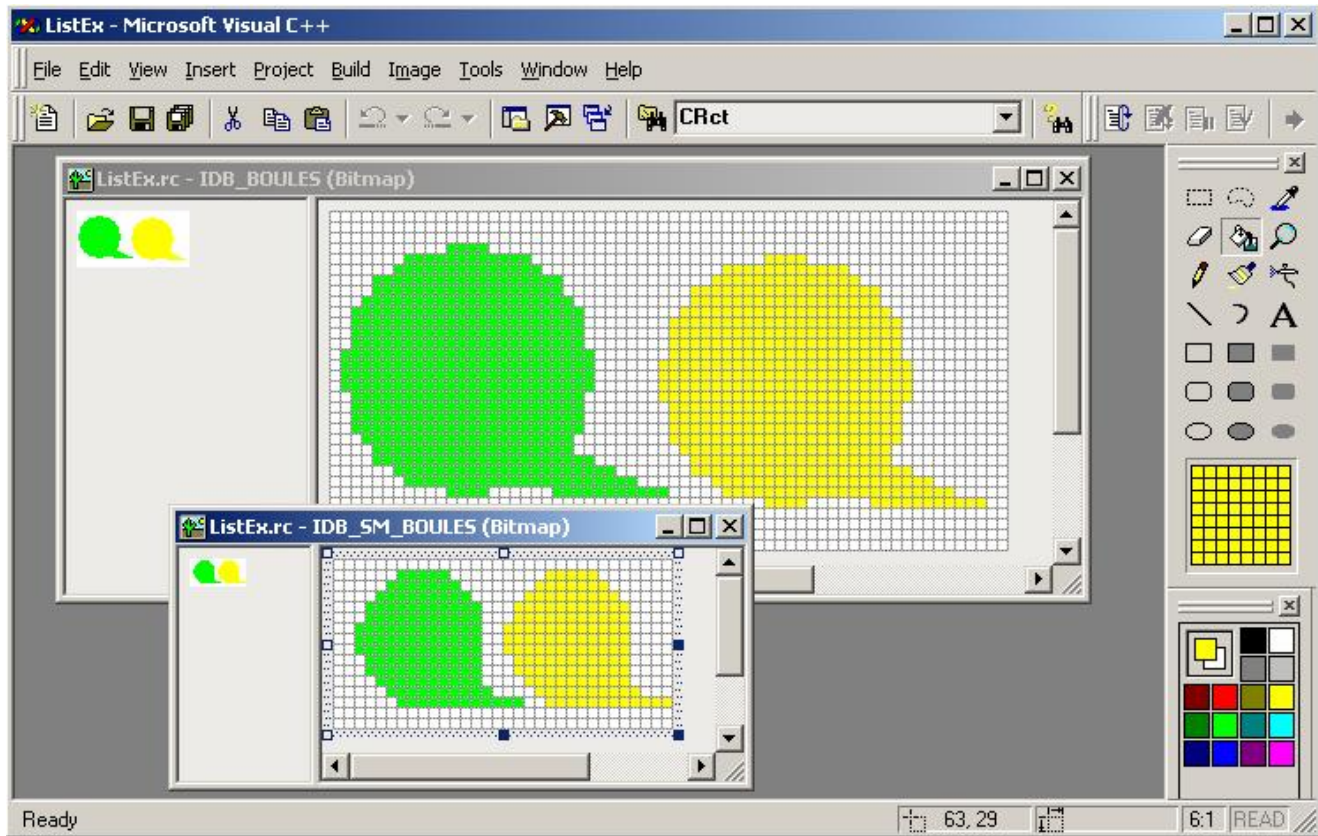 ListEx - Microsoft Visual C++
File Edit View Insert Project Build Image Tools Window Help
CRct
ListEx.rc - IDB_BOULES (Bitmap)
A
ListEx.rc - IDB_SM_BOULES (Bitmap)
Ready 63, 29 6:1 READ